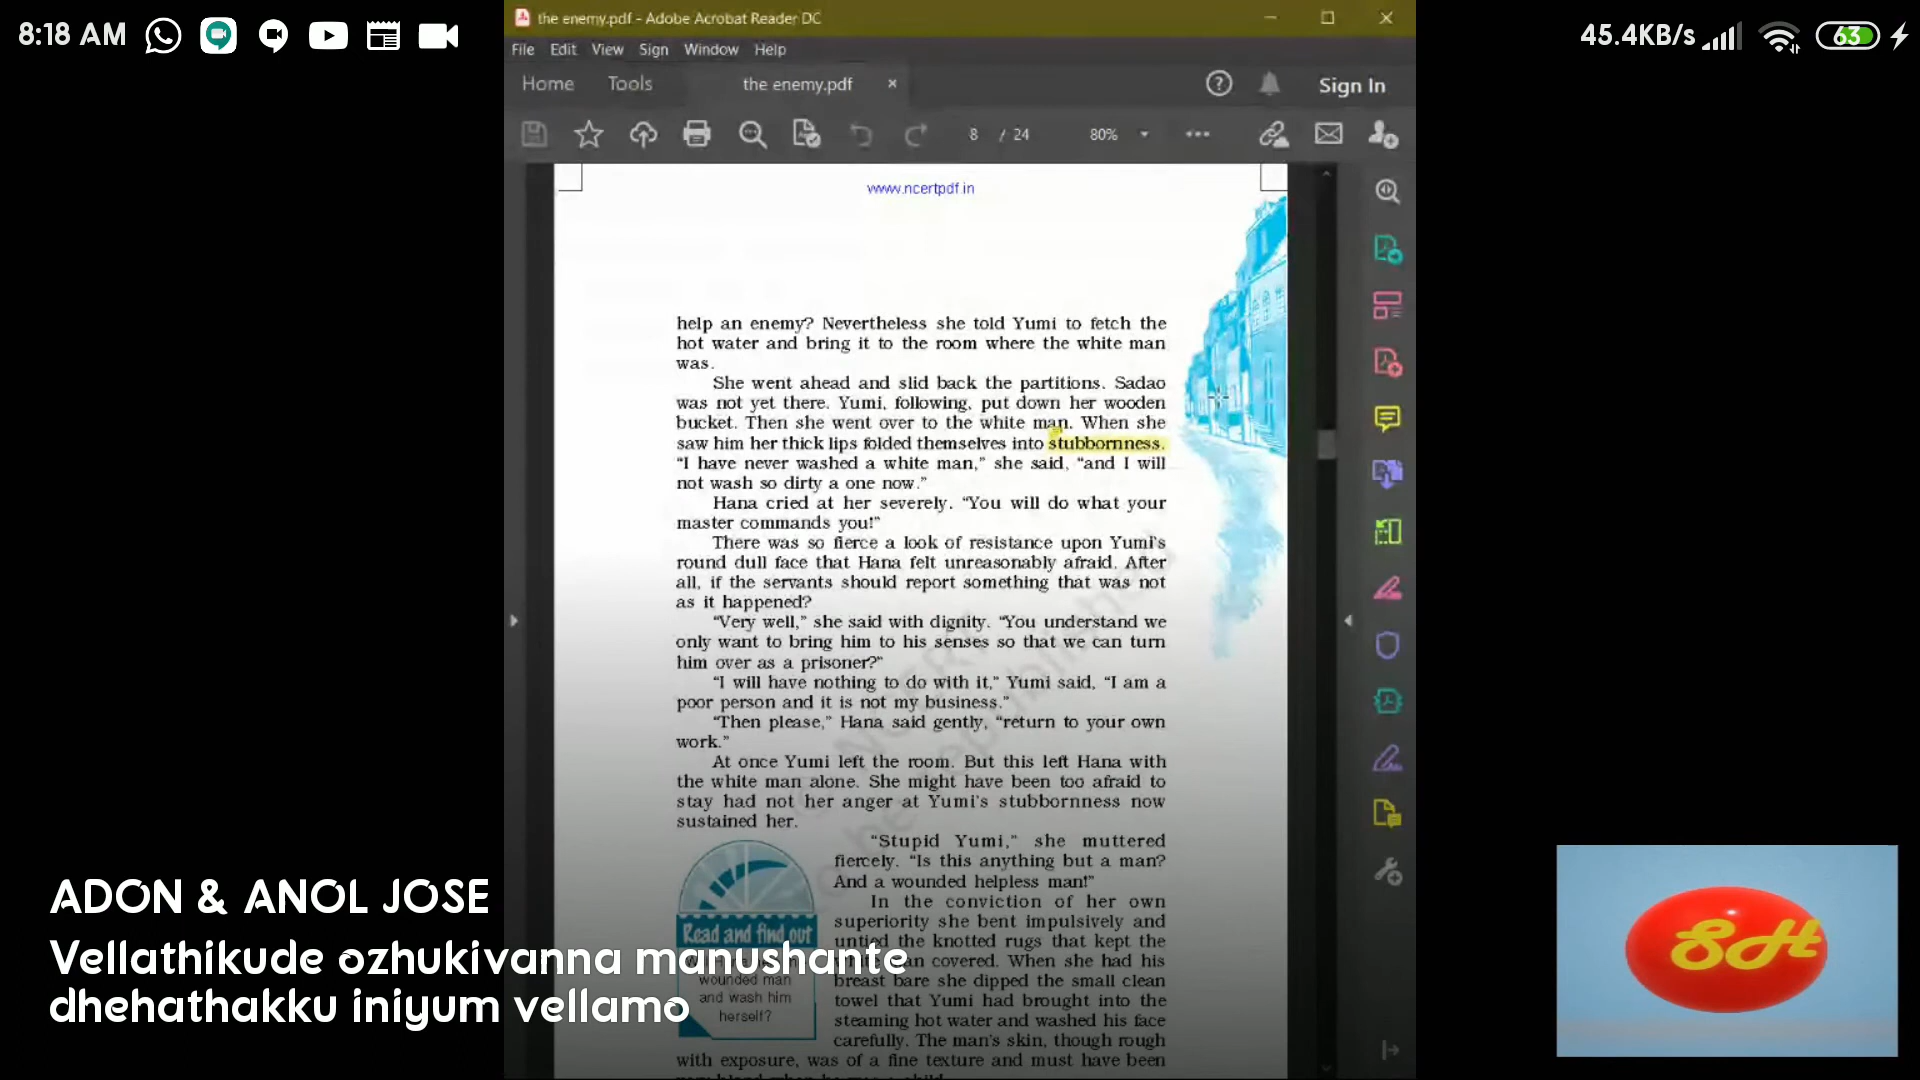 8:18 AM
45.4KB/s
63
the enemy.pdf - Adobe Acrobat Reader DC
File Edit View Sign Window Help
Home Tools the enemy.pdf × Sign In
8 / 24 80%
www.ncertpdf.in
help an enemy? Nevertheless she told Yumi to fetch the
hot water and bring it to the room where the white man
was.
She went ahead and slid back the partitions. Sadao
was not yet there. Yumi, following, put down her wooden
bucket. Then she went over to the white man. When she
saw him her thick lips folded themselves into stubbornness.
“I have never washed a white man,” she said, “and I will
not wash so dirty a one now.”
Hana cried at her severely. “You will do what your
master commands you!”
There was so fierce a look of resistance upon Yumi’s
round dull face that Hana felt unreasonably afraid. After
all, if the servants should report something that was not
as it happened?
“Very well,” she said with dignity. “You understand we
only want to bring him to his senses so that we can turn
him over as a prisoner?”
“I will have nothing to do with it,” Yumi said, “I am a
poor person and it is not my business.”
“Then please,” Hana said gently, “return to your own
work.”
At once Yumi left the room. But this left Hana with
the white man alone. She might have been too afraid to
stay had not her anger at Yumi’s stubbornness now
sustained her.
“Stupid Yumi,” she muttered
fiercely. “Is this anything but a man?
And a wounded helpless man!”
In the conviction of her own
superiority she bent impulsively and
untied the knotted rugs that kept the
man covered. When she had his
breast bare she dipped the small clean
towel that Yumi had brought into the
steaming hot water and washed his face
carefully. The man’s skin, though rough
with exposure, was of a fine texture and must have been
Read and find out
wounded man
and wash him
herself?
ADON & ANOL JOSE
Vellathikude ozhukivanna manushante
dhehathakku iniyum vellamo
SH